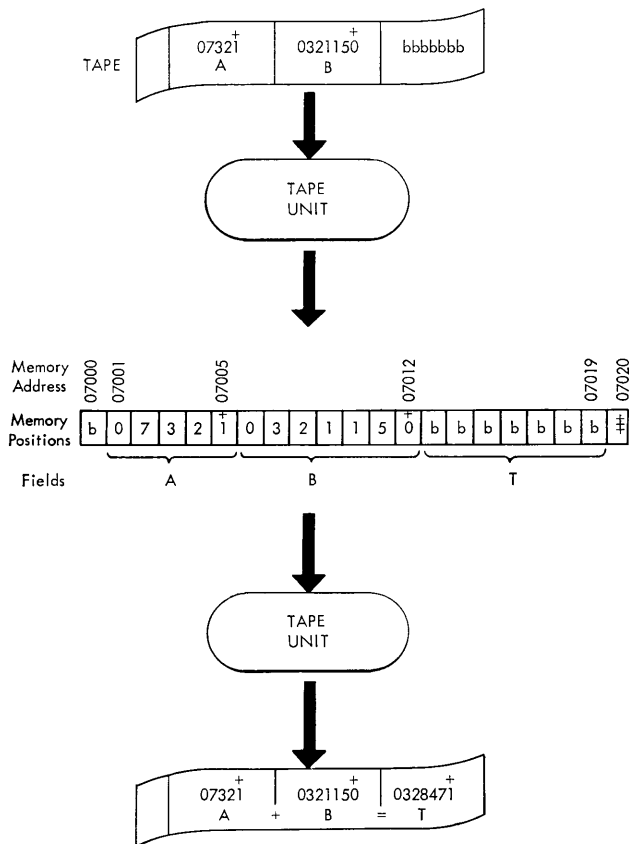 + +
07321 0321150 bbbbbbb
TAPE A B
TAPE
UNIT
Memory Address 07000 07001 07005 07012 07019 07020
Memory Positions b 0 7 3 2 1+ 0 3 2 1 1 5 0+ b b b b b b b ‡
Fields A B T
TAPE
UNIT
+ + +
07321 0321150 0328471
A + B = T